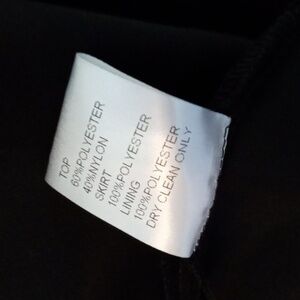 TOP
60%POLYESTER
40%NYLON
SKIRT
100%POLYESTER
LINING
100%POLYESTER
DRY CLEAN ONLY